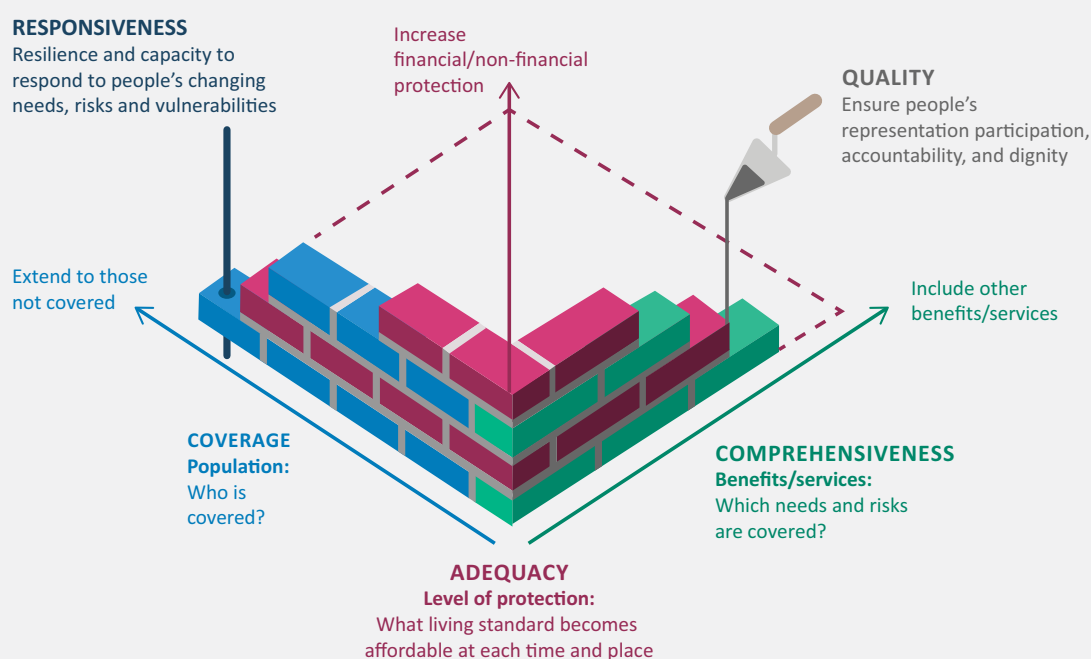 RESPONSIVENESS
Resilience and capacity to
respond to people’s changing
needs, risks and vulnerabilities
Increase
financial/non-financial
protection
QUALITY
Ensure people’s
representation participation,
accountability, and dignity
Extend to those
not covered
Include other
benefits/services
COVERAGE
Population:
Who is
covered?
COMPREHENSIVENESS
Benefits/services:
Which needs and risks
are covered?
ADEQUACY
Level of protection:
What living standard becomes
affordable at each time and place